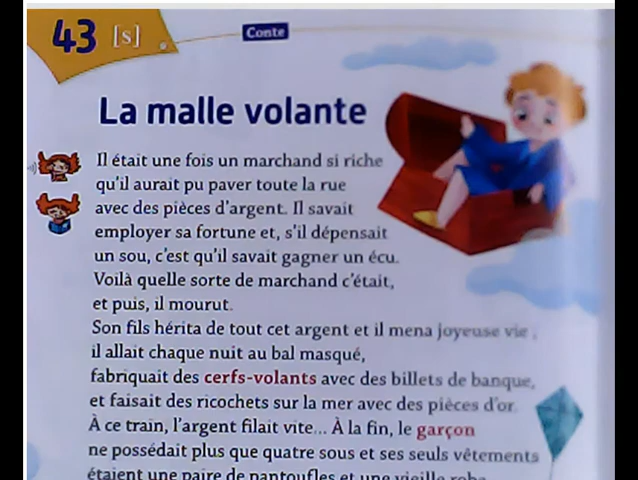 43 [s]
Conte
La malle volante
Il était une fois un marchand si riche
qu'il aurait pu paver toute la rue
avec des pièces d'argent. Il savait
employer sa fortune et, s'il dépensait
un sou, c'est qu'il savait gagner un écu.
Voilà quelle sorte de marchand c'était,
et puis, il mourut.
Son fils hérita de tout cet argent et il mena joyeuse vie ,
il allait chaque nuit au bal masqué,
fabriquait des cerfs-volants avec des billets de banque,
et faisait des ricochets sur la mer avec des pièces d'or.
À ce train, l'argent filait vite... À la fin, le garçon
ne possédait plus que quatre sous et ses seuls vêtements
étaient une paire de pantoufles et une vieille robe